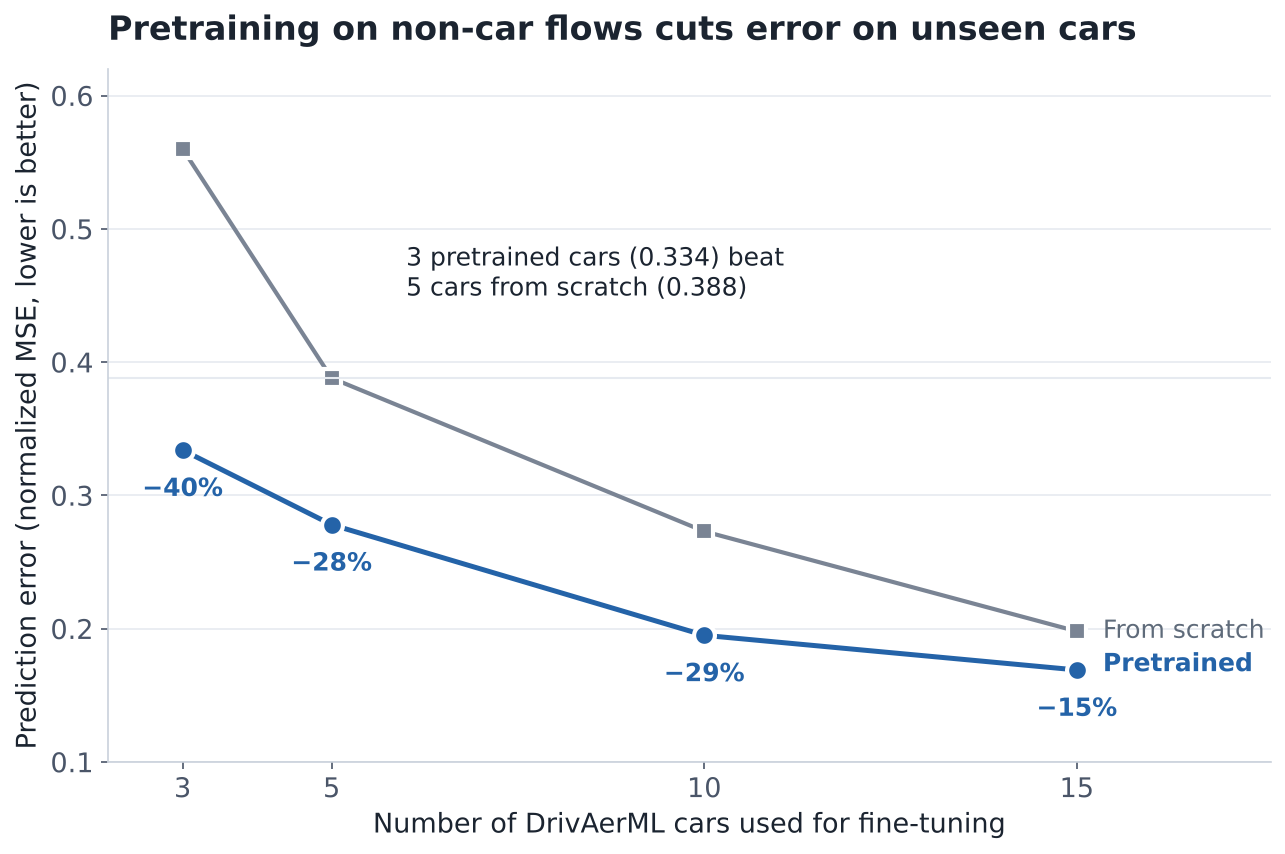 Pretraining on non-car flows cuts error on unseen cars
Prediction error (normalized MSE, lower is better)
0.6
0.5
0.4
0.3
0.2
0.1
3 pretrained cars (0.334) beat
5 cars from scratch (0.388)
−40%
−28%
−29%
−15%
From scratch
Pretrained
3
5
10
15
Number of DrivAerML cars used for fine-tuning